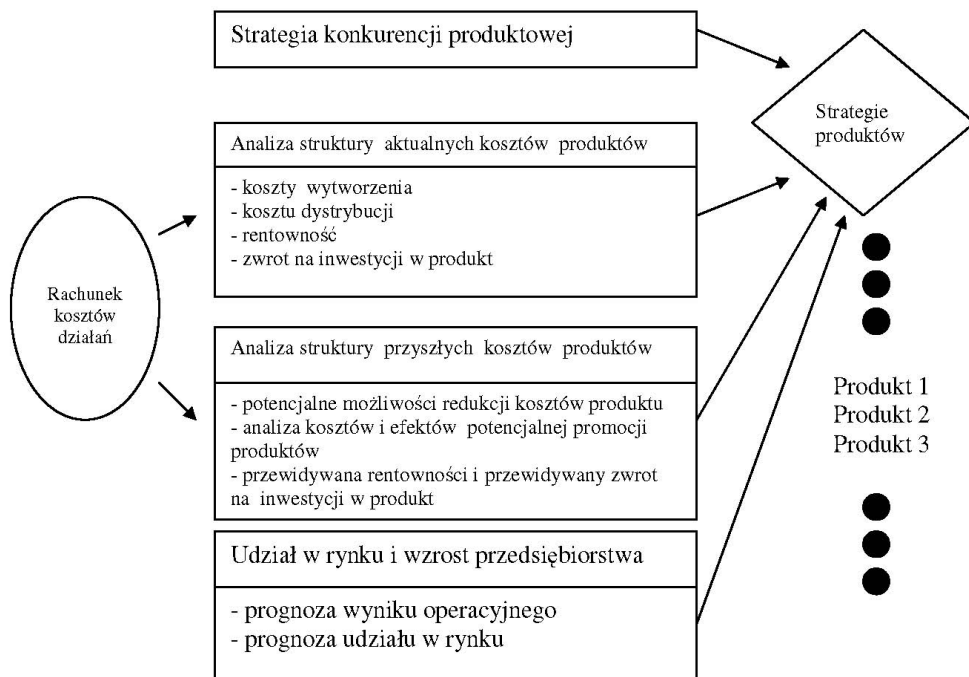 Strategia konkurencji produktowej
Strategie
produktów
Analiza struktury aktualnych kosztów produktów
- koszty wytworzenia
- kosztu dystrybucji
- rentowność
- zwrot na inwestycji w produkt
Rachunek
kosztów
działań
Analiza struktury przyszłych kosztów produktów
- potencjalne możliwości redukcji kosztów produktu
- analiza kosztów i efektów potencjalnej promocji
produktów
- przewidywana rentowności i przewidywany zwrot
na inwestycji w produkt
Produkt 1
Produkt 2
Produkt 3
Udział w rynku i wzrost przedsiębiorstwa
- prognoza wyniku operacyjnego
- prognoza udziału w rynku